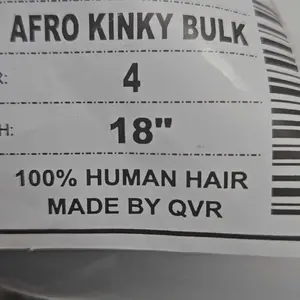 AFRO KINKY BULK
R: 4
H: 18"
100% HUMAN HAIR
MADE BY QVR